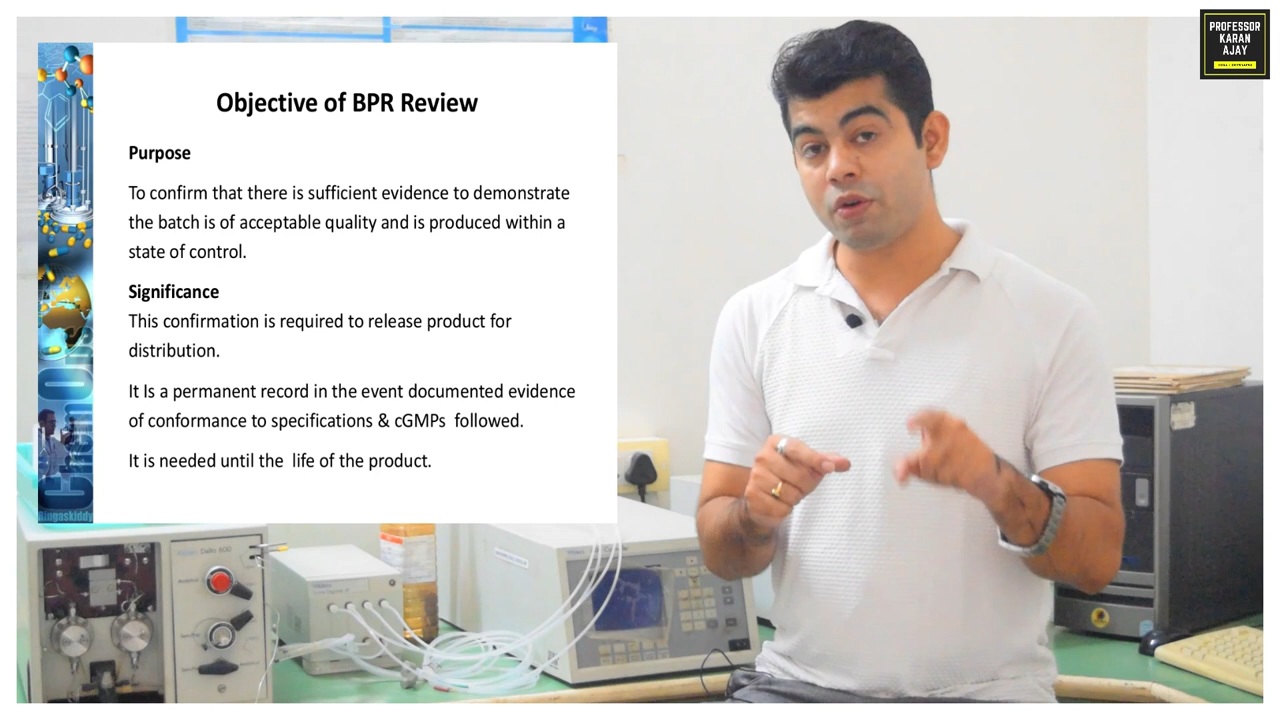 Objective of BPR Review
Purpose
To confirm that there is sufficient evidence to demonstrate
the batch is of acceptable quality and is produced within a
state of control.
Significance
This confirmation is required to release product for
distribution.
It Is a permanent record in the event documented evidence
of conformance to specifications & cGMPs  followed.
It is needed until the  life of the product.
PROFESSOR
KARAN
AJAY